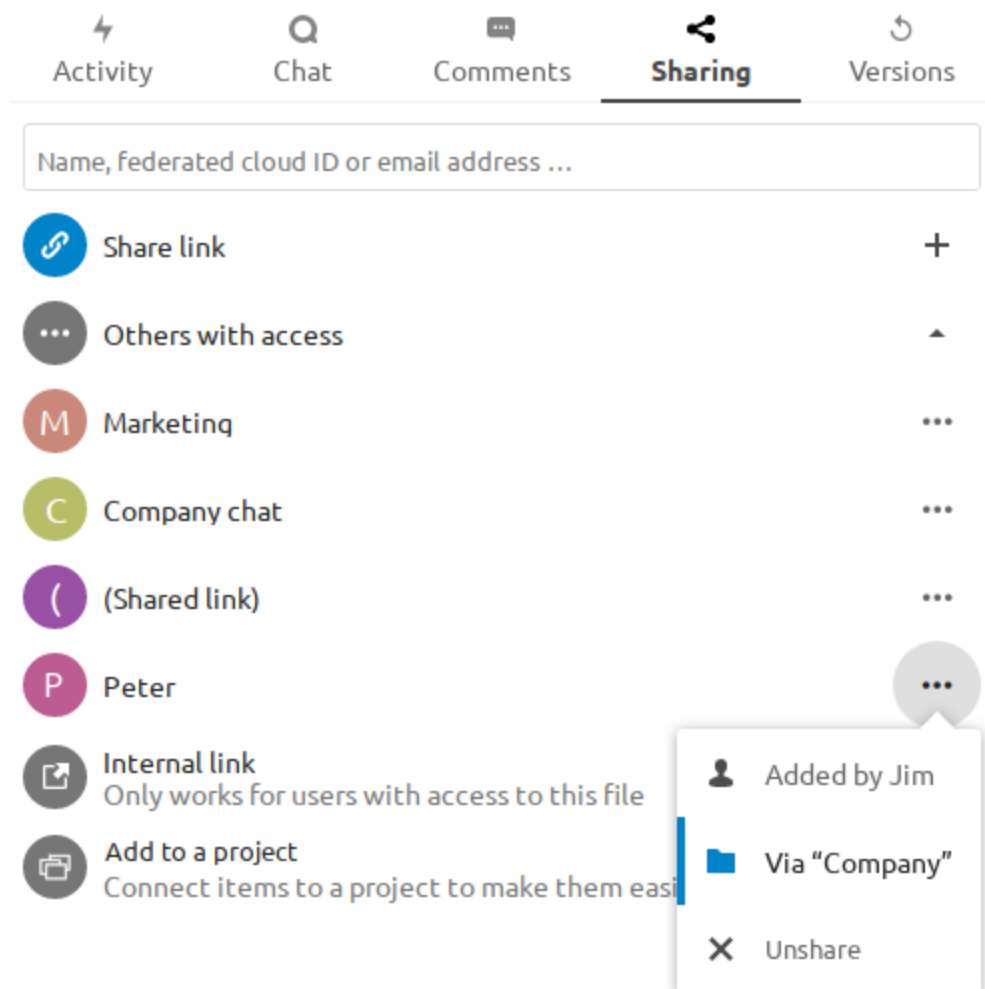 Activity Chat Comments Sharing Versions
Name, federated cloud ID or email address ...
Share link
Others with access
M Marketing
C Company chat
( (Shared link)
P Peter
Internal link
Only works for users with access to this file
Added by Jim
Add to a project
Connect items to a project to make them easi
Via “Company”
Unshare